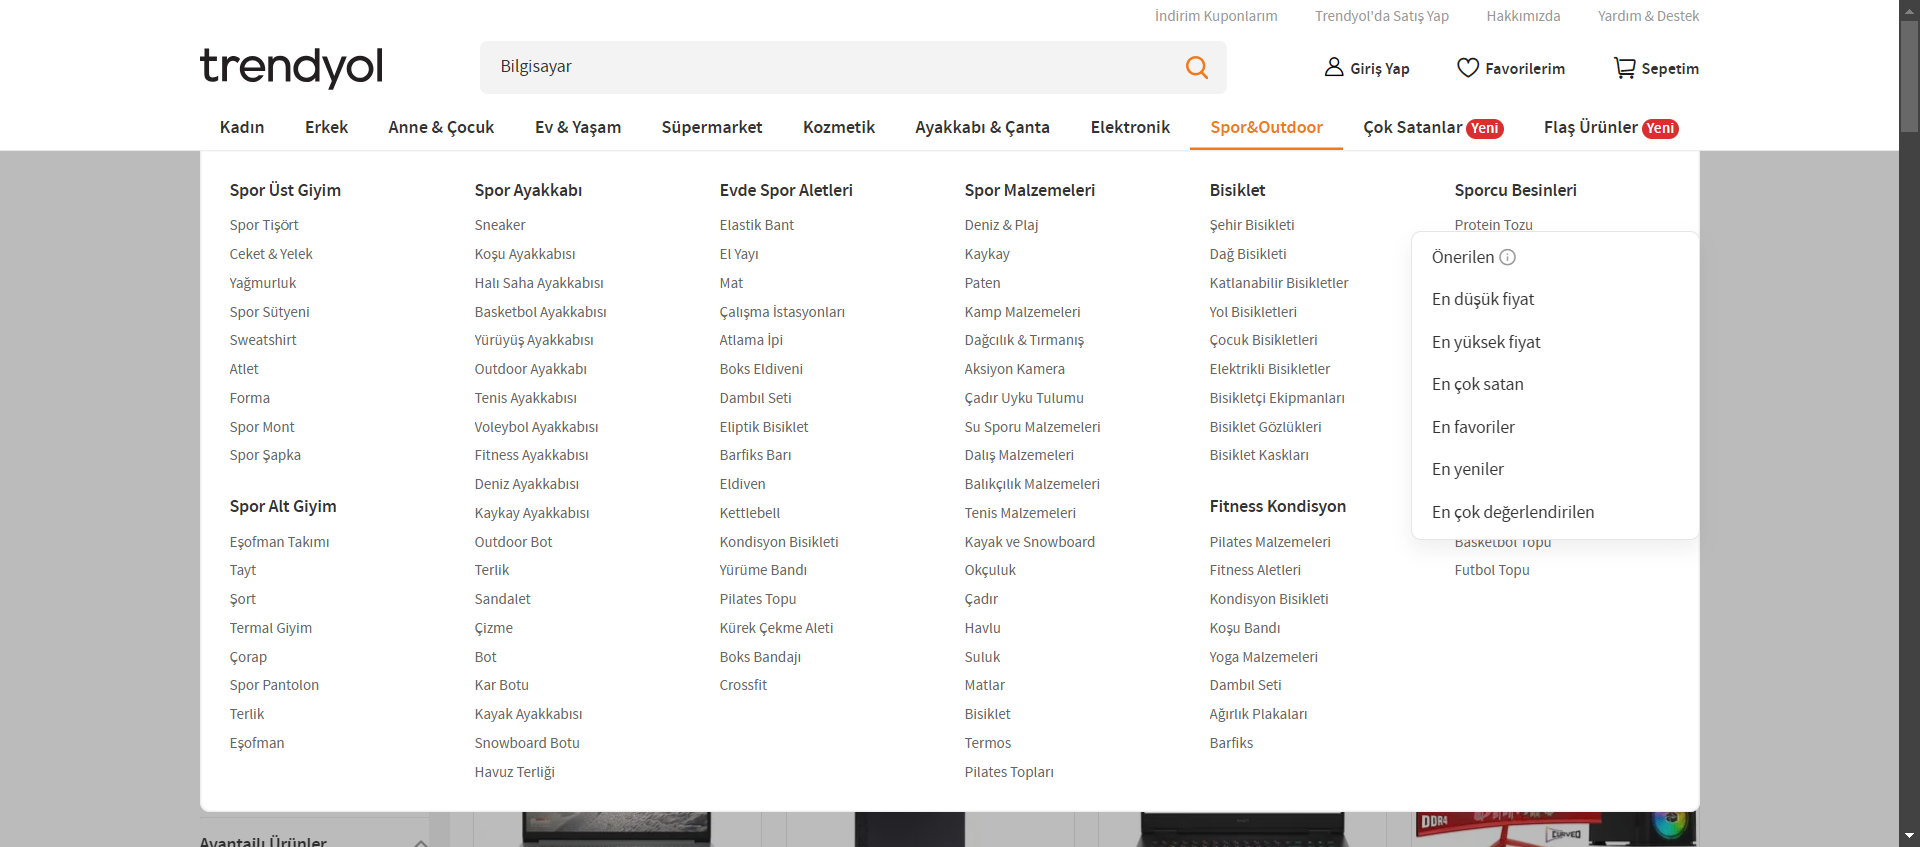 İndirim Kuponlarım Trendyol'da Satış Yap Hakkımızda Yardım & Destek
trendyol
Bilgisayar
Giriş Yap
Favorilerim
Sepetim
Kadın Erkek Anne & Çocuk Ev & Yaşam Süpermarket Kozmetik Ayakkabı & Çanta Elektronik Spor&Outdoor Çok Satanlar Yeni Flaş Ürünler Yeni
Spor Üst Giyim
Spor Tişört
Ceket & Yelek
Yağmurluk
Spor Sütyeni
Sweatshirt
Atlet
Forma
Spor Mont
Spor Şapka
Spor Alt Giyim
Eşofman Takımı
Tayt
Şort
Termal Giyim
Çorap
Spor Pantolon
Terlik
Eşofman
Spor Ayakkabı
Sneaker
Koşu Ayakkabısı
Halı Saha Ayakkabısı
Basketbol Ayakkabısı
Yürüyüş Ayakkabısı
Outdoor Ayakkabı
Tenis Ayakkabısı
Voleybol Ayakkabısı
Fitness Ayakkabısı
Deniz Ayakkabısı
Kaykay Ayakkabısı
Outdoor Bot
Terlik
Sandalet
Çizme
Bot
Kar Botu
Kayak Ayakkabısı
Snowboard Botu
Havuz Terliği
Evde Spor Aletleri
Elastik Bant
El Yayı
Mat
Çalışma İstasyonları
Atlama İpi
Boks Eldiveni
Dambıl Seti
Eliptik Bisiklet
Barfiks Barı
Eldiven
Kettlebell
Kondisyon Bisikleti
Yürüme Bandı
Pilates Topu
Kürek Çekme Aleti
Boks Bandajı
Crossfit
Spor Malzemeleri
Deniz & Plaj
Kaykay
Paten
Kamp Malzemeleri
Dağcılık & Tırmanış
Aksiyon Kamera
Çadır Uyku Tulumu
Su Sporu Malzemeleri
Dalış Malzemeleri
Balıkçılık Malzemeleri
Tenis Malzemeleri
Kayak ve Snowboard
Okçuluk
Çadır
Havlu
Suluk
Matlar
Bisiklet
Termos
Pilates Topları
Bisiklet
Şehir Bisikleti
Dağ Bisikleti
Katlanabilir Bisikletler
Yol Bisikletleri
Çocuk Bisikletleri
Elektrikli Bisikletler
Bisikletçi Ekipmanları
Bisiklet Gözlükleri
Bisiklet Kaskları
Fitness Kondisyon
Pilates Malzemeleri
Fitness Aletleri
Kondisyon Bisikleti
Koşu Bandı
Yoga Malzemeleri
Dambıl Seti
Ağırlık Plakaları
Barfiks
Sporcu Besinleri
Protein Tozu
Önerilen
En düşük fiyat
En yüksek fiyat
En çok satan
En favoriler
En yeniler
En çok değerlendirilen
Basketbol Topu
Futbol Topu
Avantajlı Ürünler
DDR4
CURVED